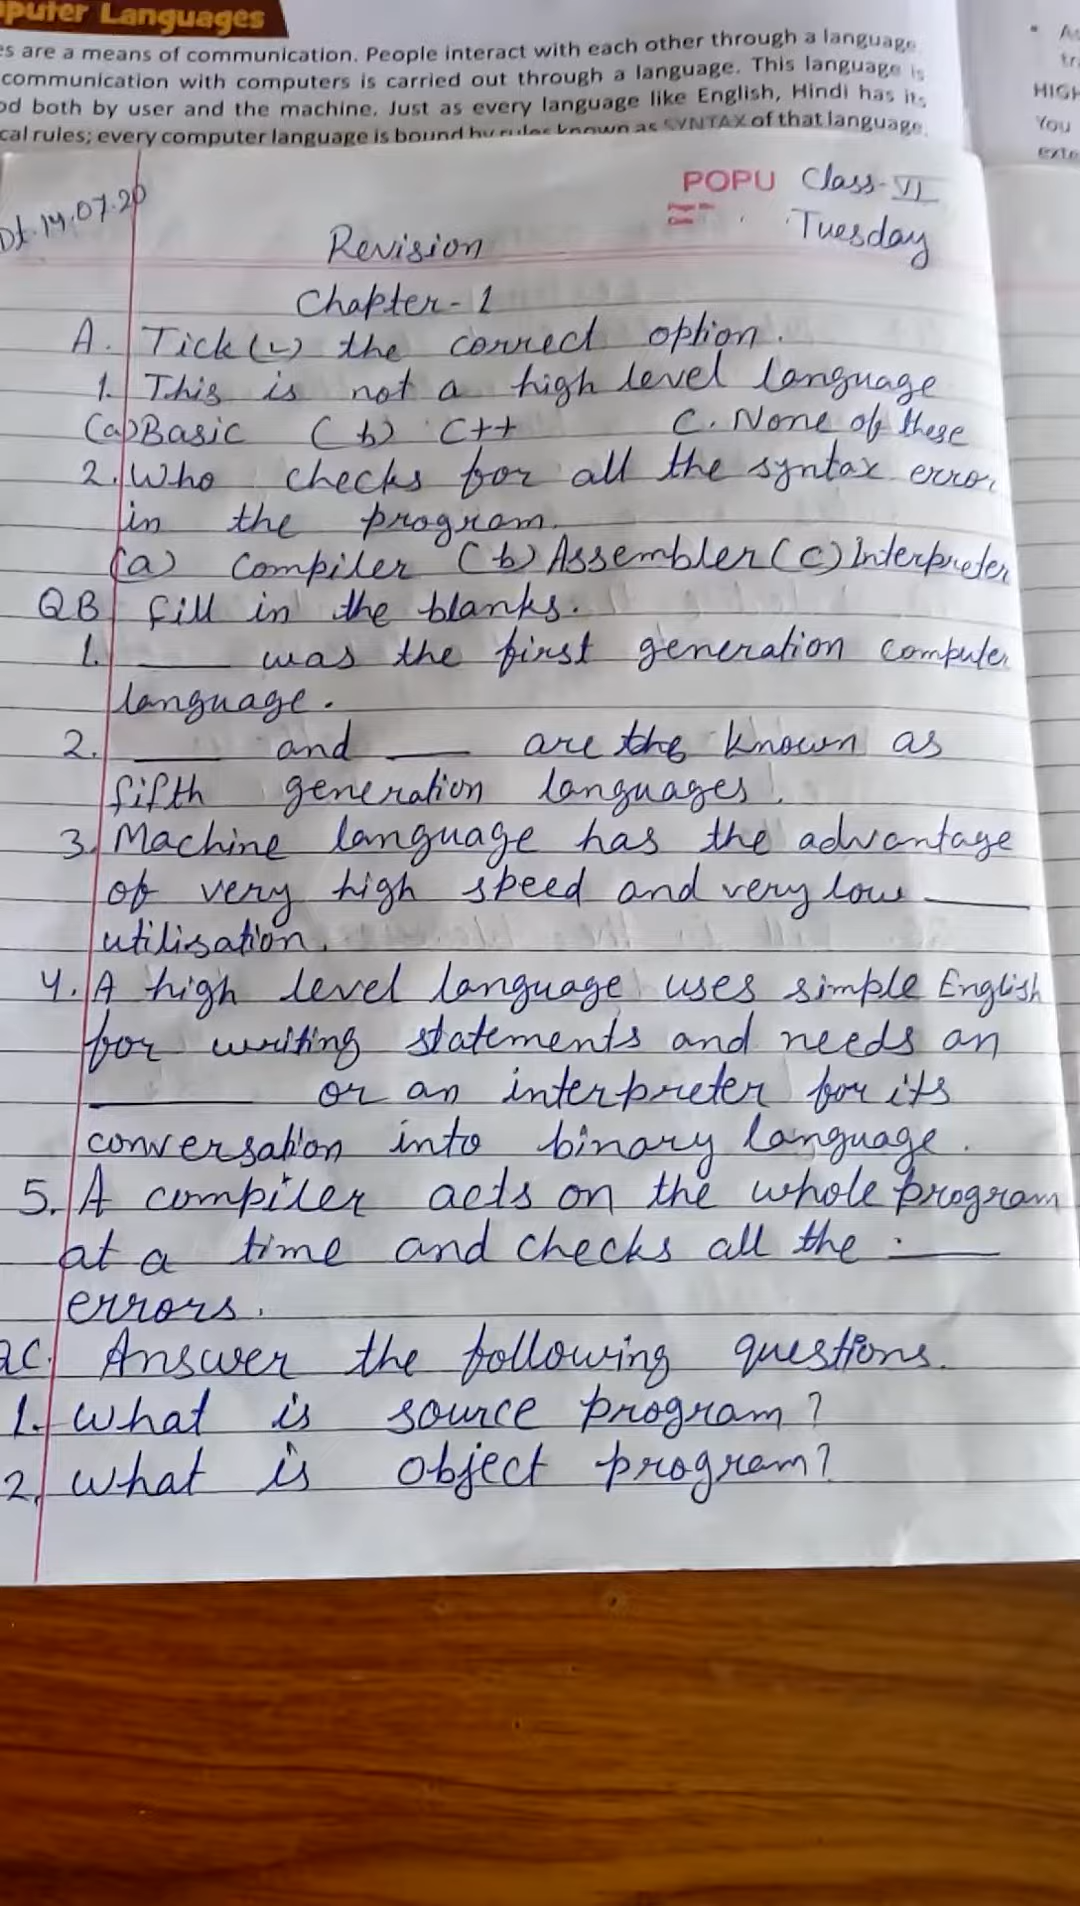 puter Languages
es are a means of communication. People interact with each other through a language.
communication with computers is carried out through a language. This language is
od both by user and the machine. Just as every language like English, Hindi has its
cal rules; every computer language is bound by rules known as SYNTAX of that language.
HIGH
You
exte
POPU Class-VI
Dt.14.07.20
Tuesday
Revision
Chapter-1
A. Tick (✓) the correct option.
1. This is not a high level language
(a) Basic (b) C++ C. None of these
2. Who checks for all the syntax error
in the program.
(a) Compiler (b) Assembler (c) Interpreter
QB fill in the blanks.
1. ____ was the first generation computer
language.
2. ____ and ____ are the known as
fifth generation languages.
3. Machine language has the advantage
of very high speed and very low ____
utilisation.
4. A high level language uses simple English
for writing statements and needs an
____ or an interpreter for its
conversation into binary language.
5. A compiler acts on the whole program
at a time and checks all the ____
errors.
QC. Answer the following questions.
1. What is source program?
2. What is object program?